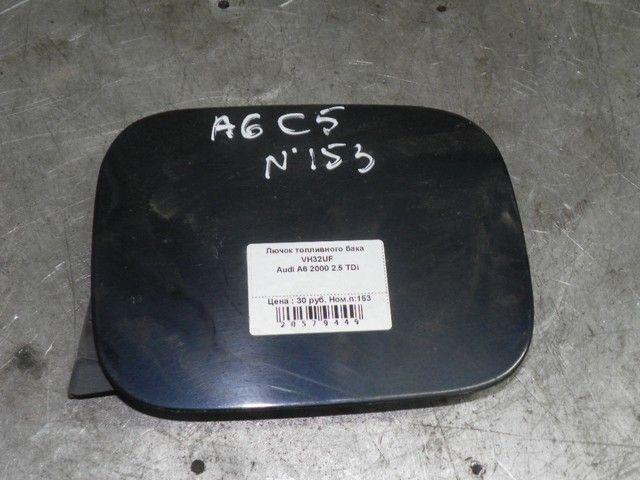 A6 C5
N°153
Лючок топливного бака
VH32UF
Audi A6 2000 2.5 TDi
Цена : 30 руб. Ном.п:153
20579449